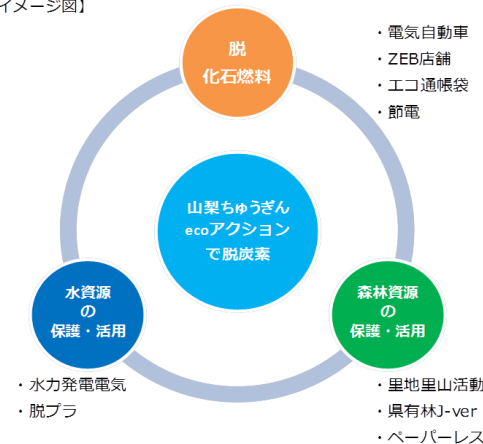 イメージ図】
脱
化石燃料
・電気自動車
・ZEB店舗
・エコ通帳袋
・節電
山梨ちゅうぎん
ecoアクション
で脱炭素
水資源
の
保護・活用
・水力発電電気
・脱プラ
森林資源
の
保護・活用
・里地里山活動
・県有林J-ver
・ペーパーレス